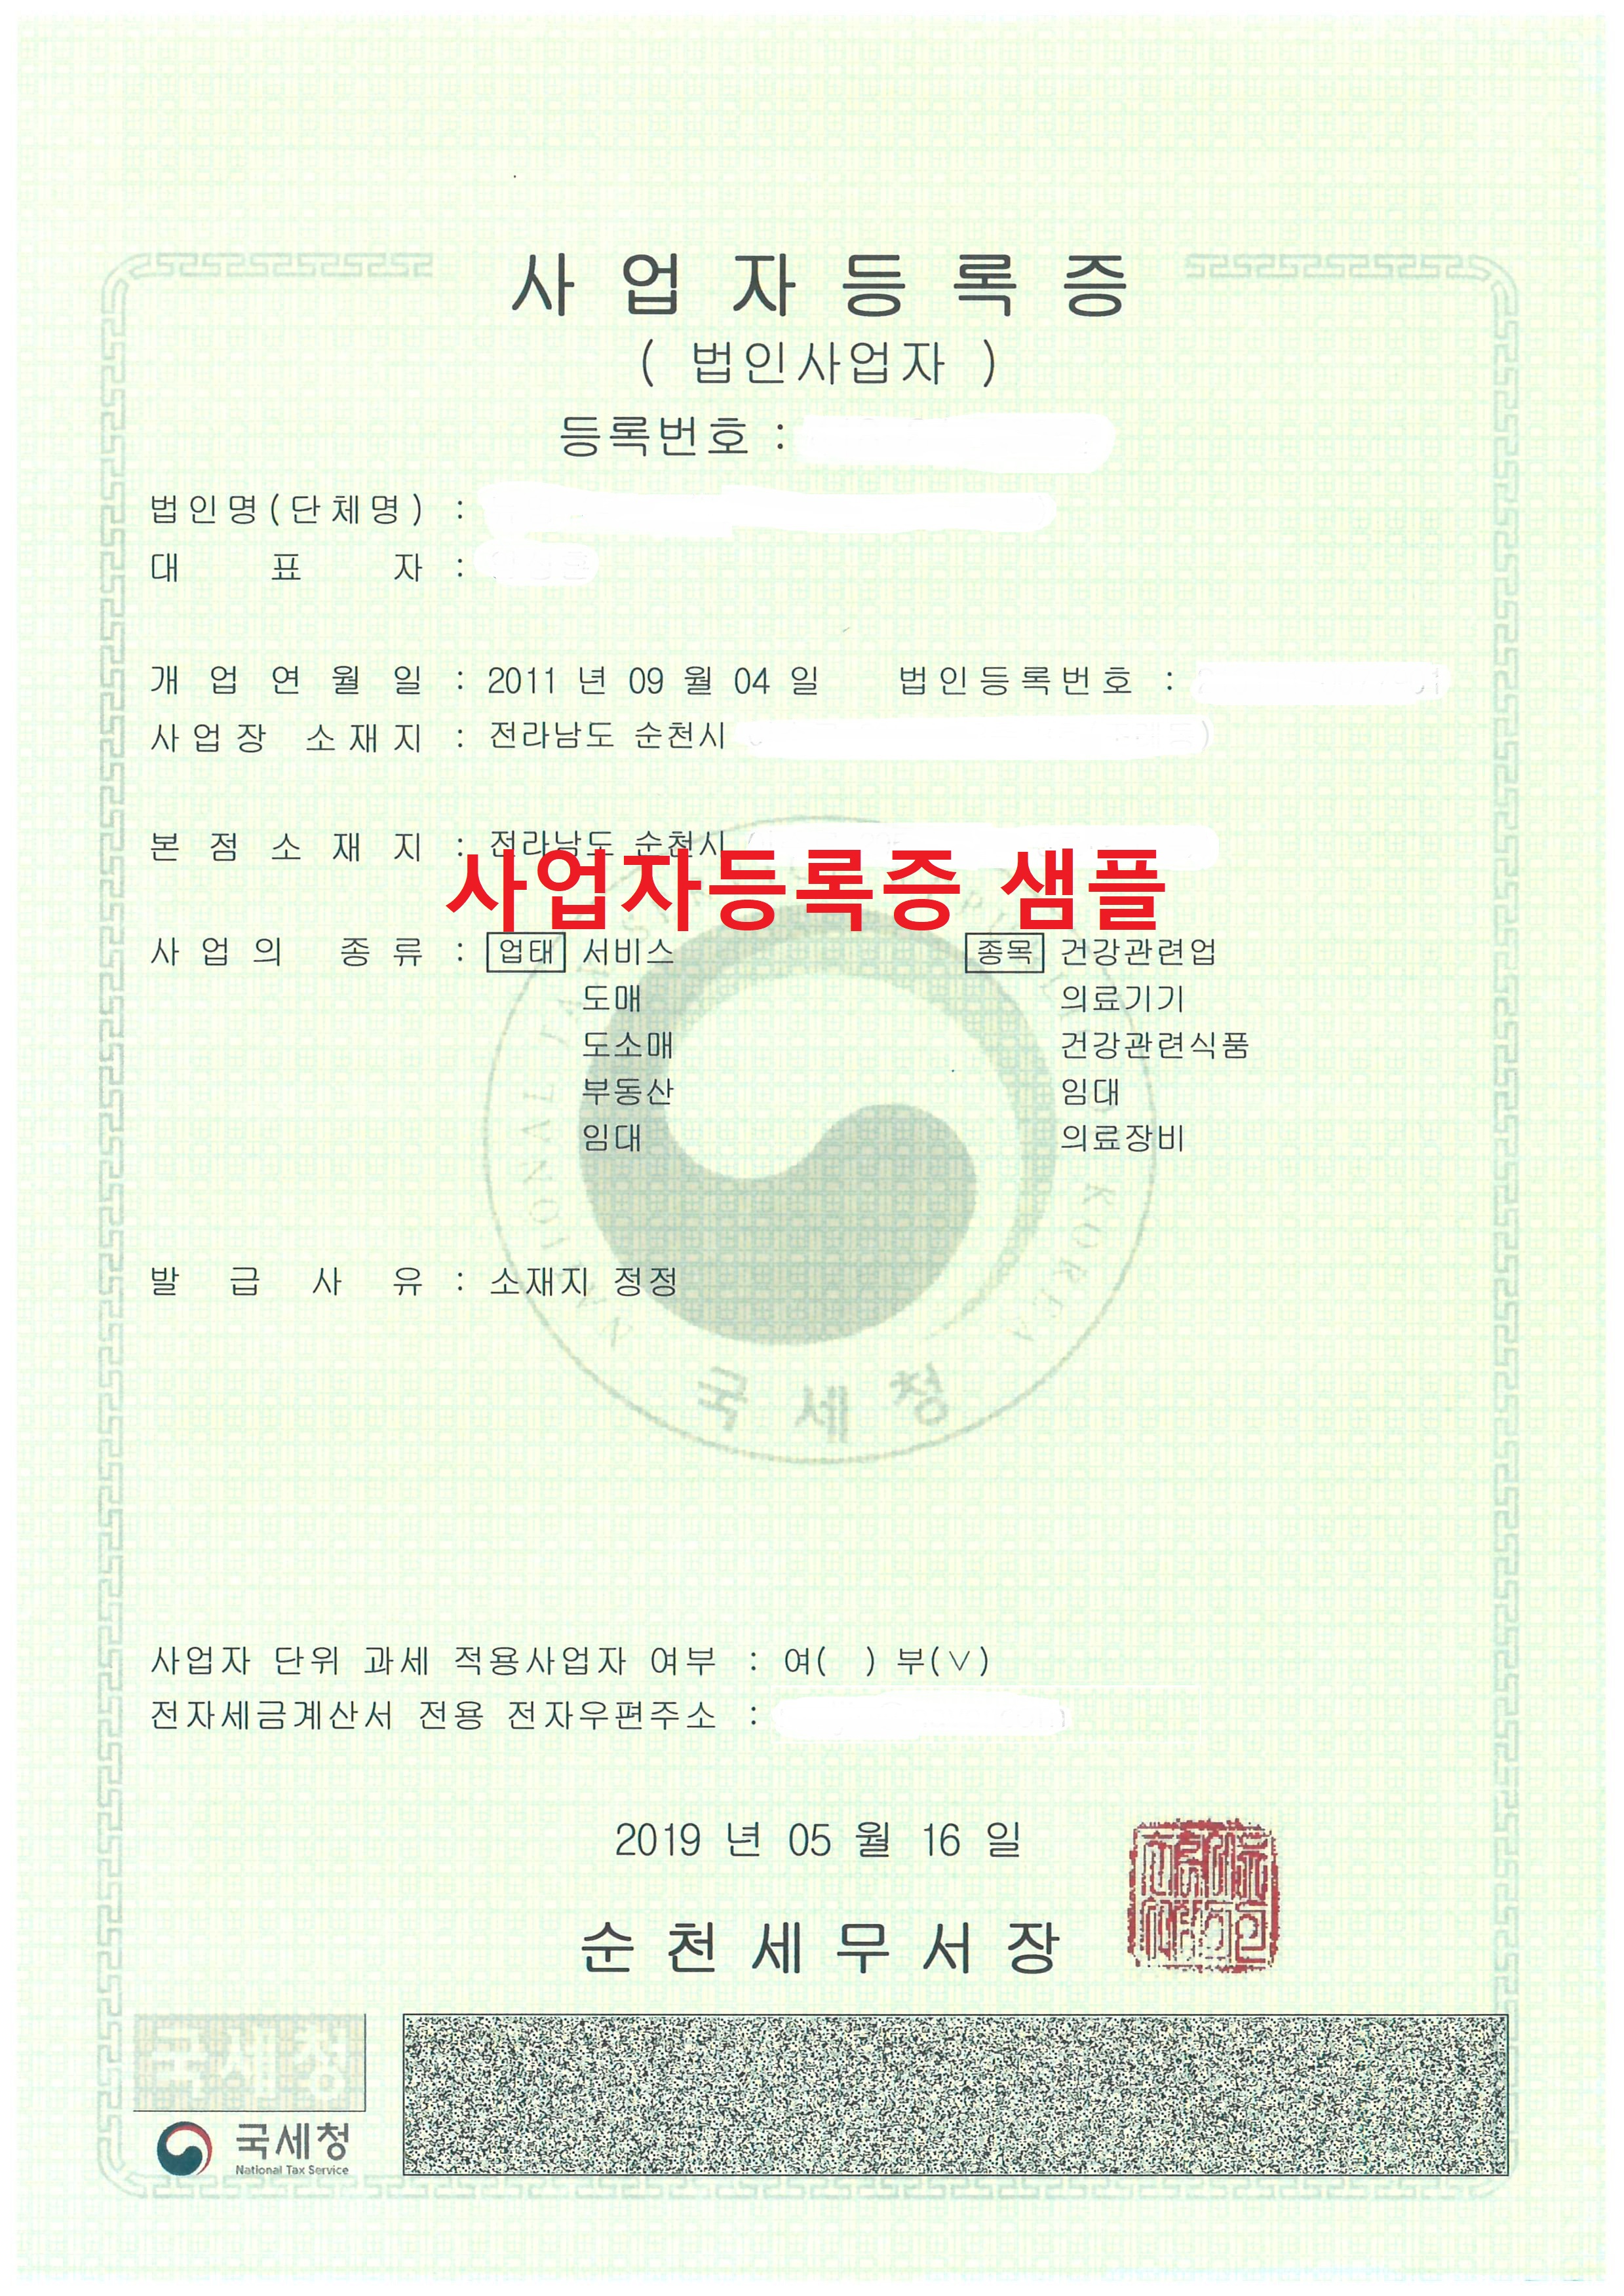 사업자등록증
( 법인사업자 )
등록번호 :
법인명(단체명) :
대 표 자 :
개 업 연 월 일 : 2011 년 09 월 04 일 법인등록번호 :
사업장 소재지 : 전라남도 순천시
본 점 소 재 지 : 전라남도 순천시
사업자등록증 샘플
사 업 의 종 류 : 업태 서비스 종목 건강관련업
도매 의료기기
도소매 건강관련식품
부동산 임대
임대 의료장비
발 급 사 유 : 소재지 정정
국세청
사업자 단위 과세 적용사업자 여부 : 여( ) 부(∨)
전자세금계산서 전용 전자우편주소 :
2019 년 05 월 16 일
순천세무서장
국세청
국세청
National Tax Service